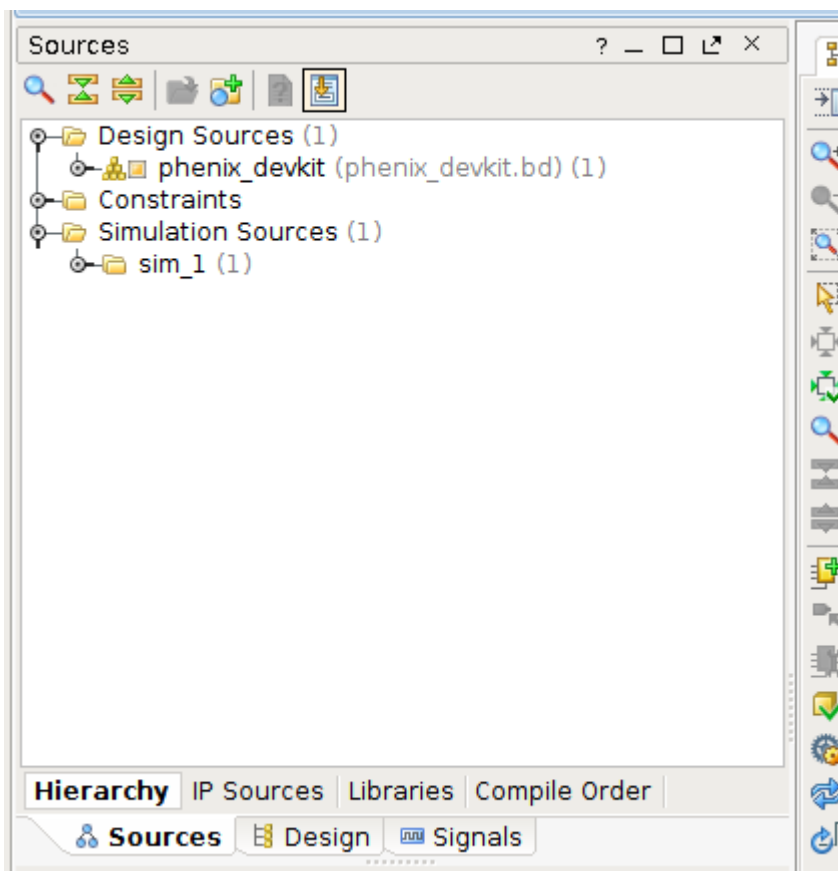 Sources
Design Sources (1)
phenix_devkit (phenix_devkit.bd) (1)
Constraints
Simulation Sources (1)
sim_1 (1)
Hierarchy IP Sources Libraries Compile Order
Sources Design Signals